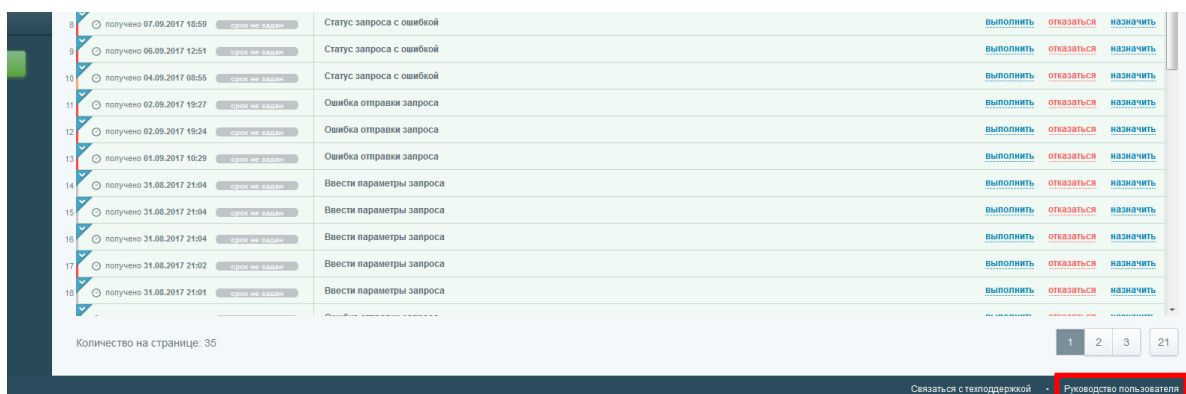 8 получено 07.09.2017 18:59 срок не задан Статус запроса с ошибкой выполнить отказаться назначить
9 получено 06.09.2017 12:51 срок не задан Статус запроса с ошибкой выполнить отказаться назначить
10 получено 04.09.2017 08:55 срок не задан Статус запроса с ошибкой выполнить отказаться назначить
11 получено 02.09.2017 19:27 срок не задан Ошибка отправки запроса выполнить отказаться назначить
12 получено 02.09.2017 19:24 срок не задан Ошибка отправки запроса выполнить отказаться назначить
13 получено 01.09.2017 10:29 срок не задан Ошибка отправки запроса выполнить отказаться назначить
14 получено 31.08.2017 21:04 срок не задан Ввести параметры запроса выполнить отказаться назначить
15 получено 31.08.2017 21:04 срок не задан Ввести параметры запроса выполнить отказаться назначить
16 получено 31.08.2017 21:04 срок не задан Ввести параметры запроса выполнить отказаться назначить
17 получено 31.08.2017 21:02 срок не задан Ввести параметры запроса выполнить отказаться назначить
18 получено 31.08.2017 21:01 срок не задан Ввести параметры запроса выполнить отказаться назначить
Количество на странице: 35 1 2 3 21
Связаться с техподдержкой • Руководство пользователя